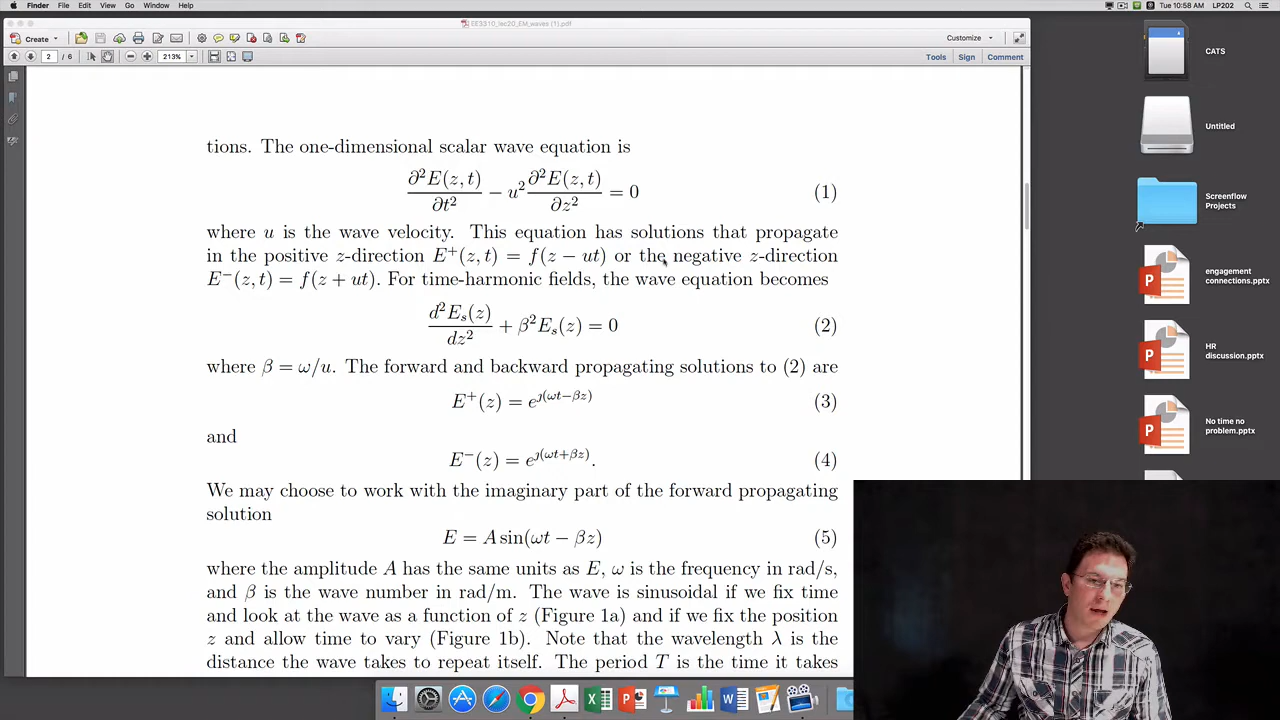 Finder File Edit View Go Window Help Tue 10:58 AM LP202
EE3310_lec20_EM_waves (1).pdf
Create Customize
2 / 6 213% Tools Sign Comment
tions. The one-dimensional scalar wave equation is
∂²E(z, t)/∂t² − u² ∂²E(z, t)/∂z² = 0 (1)
where u is the wave velocity. This equation has solutions that propagate
in the positive z-direction E⁺(z, t) = f(z − ut) or the negative z-direction
E⁻(z, t) = f(z + ut). For time-harmonic fields, the wave equation becomes
d²Eₛ(z)/dz² + β²Eₛ(z) = 0 (2)
where β = ω/u. The forward and backward propagating solutions to (2) are
E⁺(z) = e^ȷ(ωt−βz) (3)
and
E⁻(z) = e^ȷ(ωt+βz). (4)
We may choose to work with the imaginary part of the forward propagating
solution
E = A sin(ωt − βz) (5)
where the amplitude A has the same units as E, ω is the frequency in rad/s,
and β is the wave number in rad/m. The wave is sinusoidal if we fix time
and look at the wave as a function of z (Figure 1a) and if we fix the position
z and allow time to vary (Figure 1b). Note that the wavelength λ is the
distance the wave takes to repeat itself. The period T is the time it takes
CATS
Untitled
Screenflow
Projects
engagement
connections.pptx
HR
discussion.pptx
No time no
problem.pptx